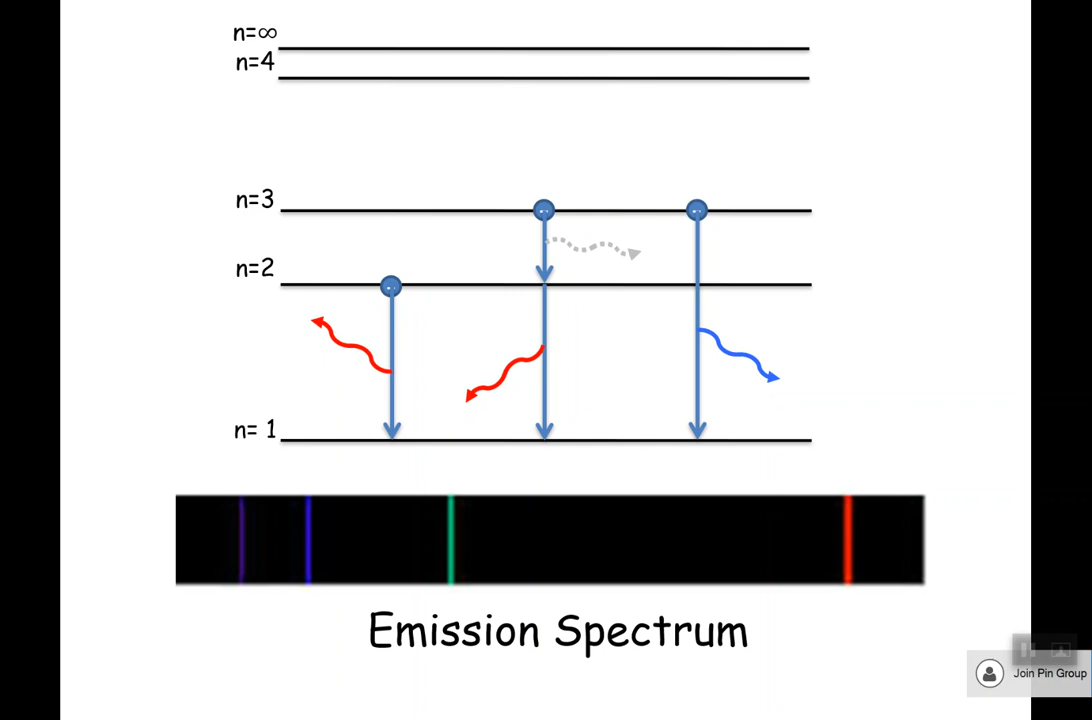 n=∞
n=4
n=3
n=2
n= 1
Emission Spectrum
Join Pin Group